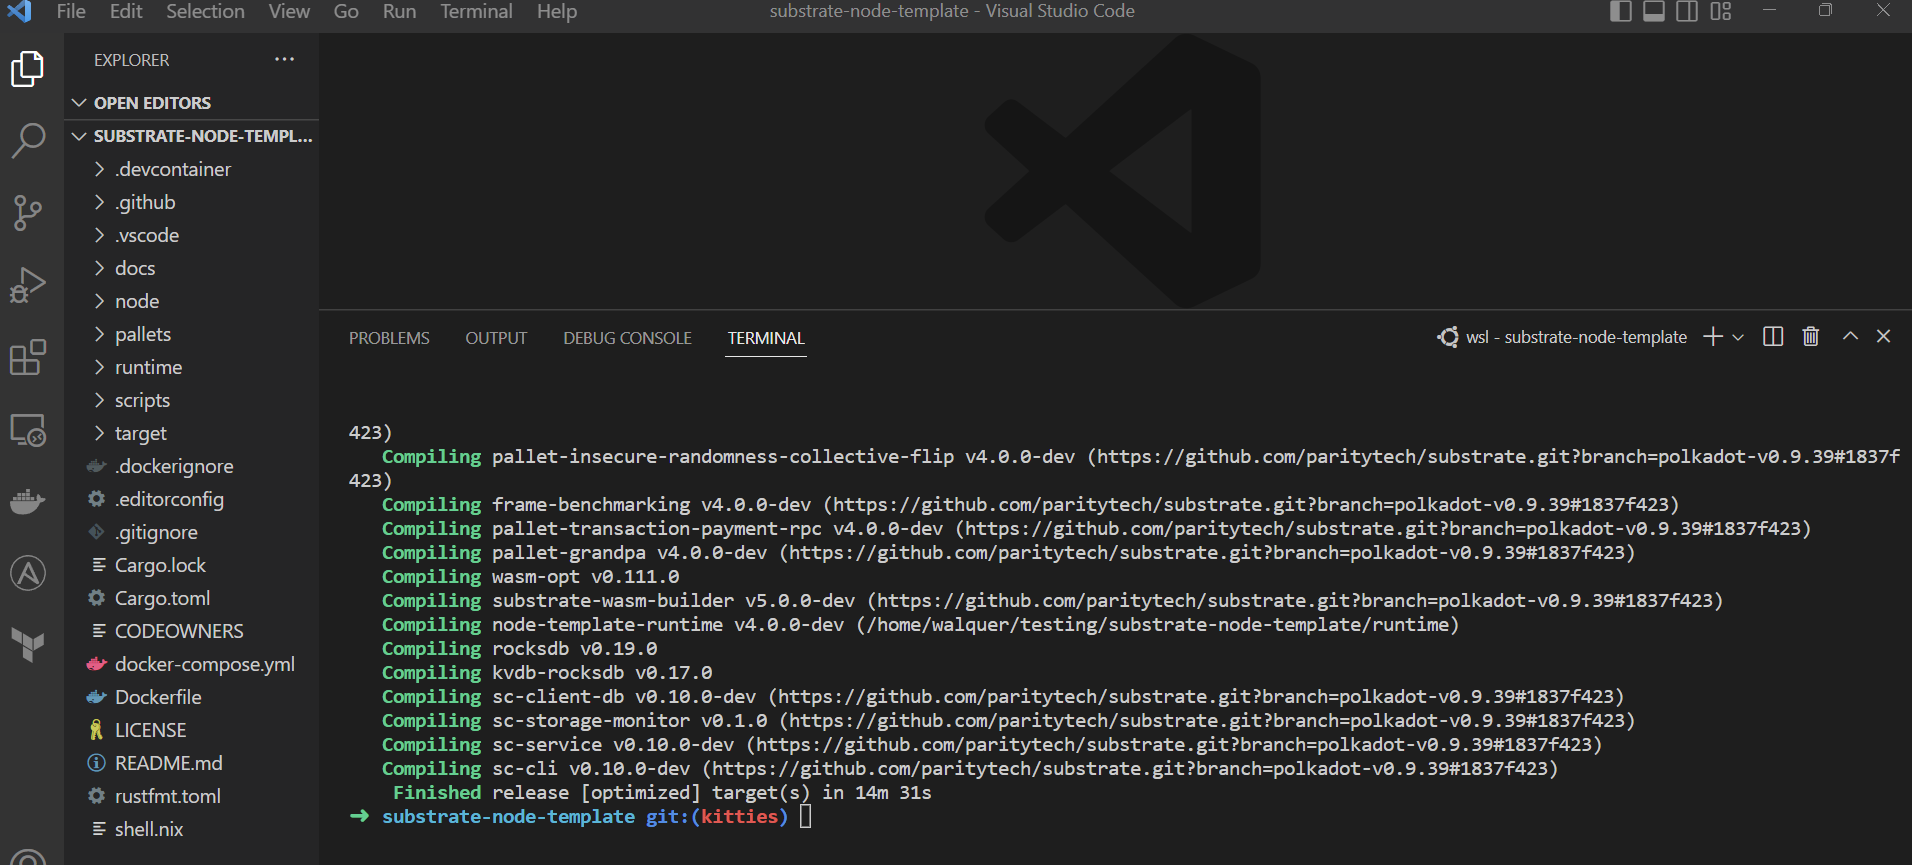 File Edit Selection View Go Run Terminal Help
substrate-node-template - Visual Studio Code
EXPLORER
OPEN EDITORS
SUBSTRATE-NODE-TEMPL...
.devcontainer
.github
.vscode
docs
node
pallets
runtime
scripts
target
.dockerignore
.editorconfig
.gitignore
Cargo.lock
Cargo.toml
CODEOWNERS
docker-compose.yml
Dockerfile
LICENSE
README.md
rustfmt.toml
shell.nix
PROBLEMS OUTPUT DEBUG CONSOLE TERMINAL
wsl - substrate-node-template
423)
Compiling pallet-insecure-randomness-collective-flip v4.0.0-dev (https://github.com/paritytech/substrate.git?branch=polkadot-v0.9.39#1837f
423)
Compiling frame-benchmarking v4.0.0-dev (https://github.com/paritytech/substrate.git?branch=polkadot-v0.9.39#1837f423)
Compiling pallet-transaction-payment-rpc v4.0.0-dev (https://github.com/paritytech/substrate.git?branch=polkadot-v0.9.39#1837f423)
Compiling pallet-grandpa v4.0.0-dev (https://github.com/paritytech/substrate.git?branch=polkadot-v0.9.39#1837f423)
Compiling wasm-opt v0.111.0
Compiling substrate-wasm-builder v5.0.0-dev (https://github.com/paritytech/substrate.git?branch=polkadot-v0.9.39#1837f423)
Compiling node-template-runtime v4.0.0-dev (/home/walquer/testing/substrate-node-template/runtime)
Compiling rocksdb v0.19.0
Compiling kvdb-rocksdb v0.17.0
Compiling sc-client-db v0.10.0-dev (https://github.com/paritytech/substrate.git?branch=polkadot-v0.9.39#1837f423)
Compiling sc-storage-monitor v0.1.0 (https://github.com/paritytech/substrate.git?branch=polkadot-v0.9.39#1837f423)
Compiling sc-service v0.10.0-dev (https://github.com/paritytech/substrate.git?branch=polkadot-v0.9.39#1837f423)
Compiling sc-cli v0.10.0-dev (https://github.com/paritytech/substrate.git?branch=polkadot-v0.9.39#1837f423)
Finished release [optimized] target(s) in 14m 31s
➜ substrate-node-template git:(kitties)